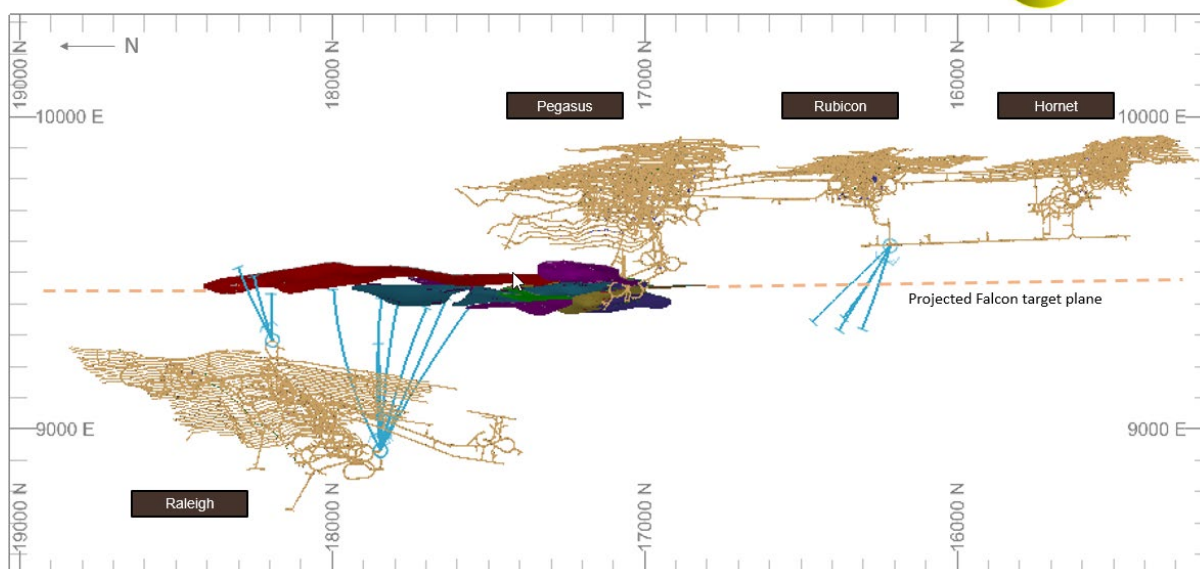 N
19000 N
18000 N
17000 N
16000 N
Pegasus
Rubicon
Hornet
10000 E
10000 E
Projected Falcon target plane
9000 E
9000 E
Raleigh
19000 N
18000 N
17000 N
16000 N